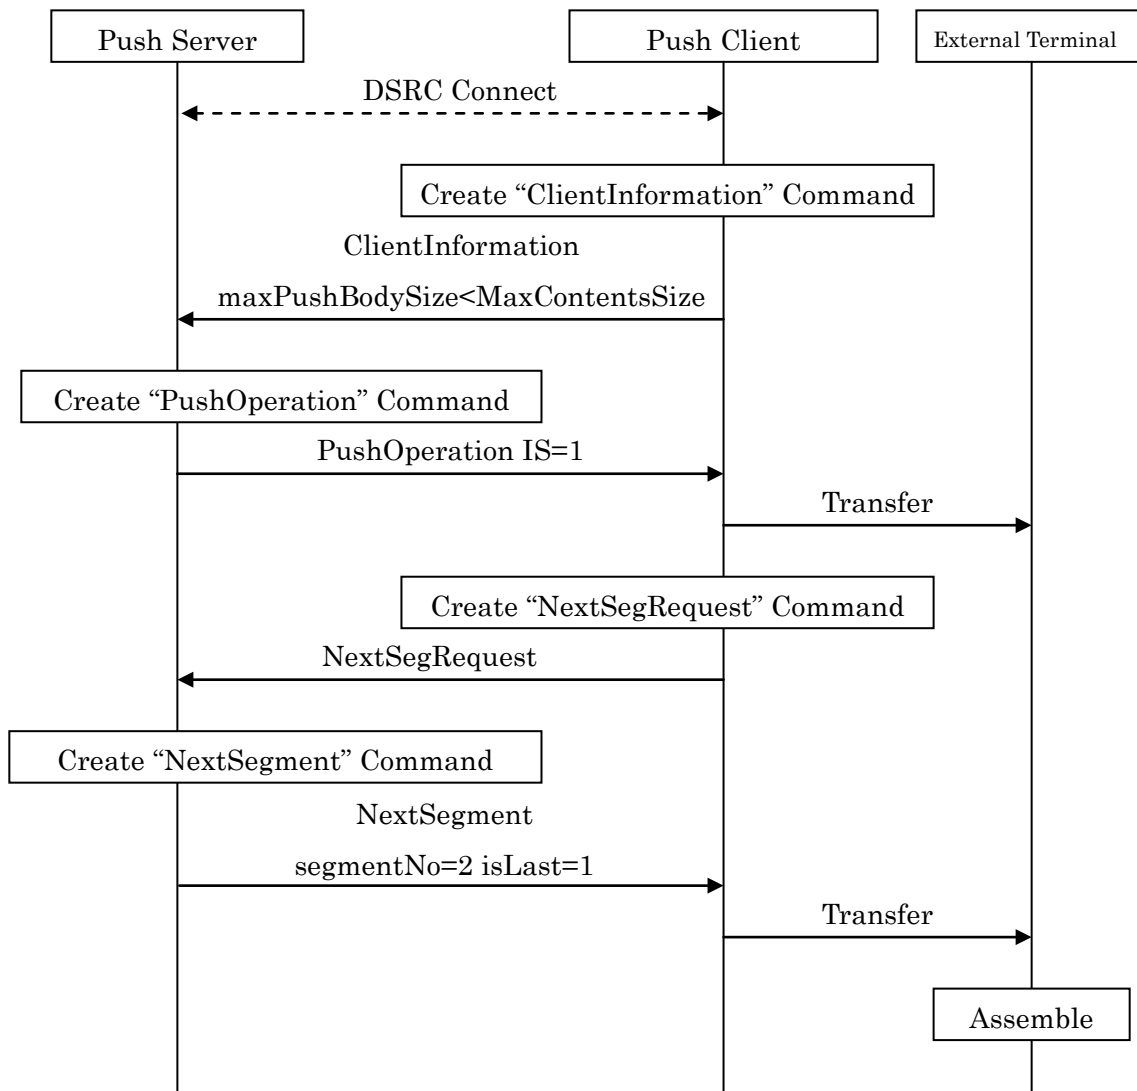 Push Server
Push Client
External Terminal
DSRC Connect
Create “ClientInformation” Command
ClientInformation
maxPushBodySize<MaxContentsSize
Create “PushOperation” Command
PushOperation IS=1
Transfer
Create “NextSegRequest” Command
NextSegRequest
Create “NextSegment” Command
NextSegment
segmentNo=2 isLast=1
Transfer
Assemble